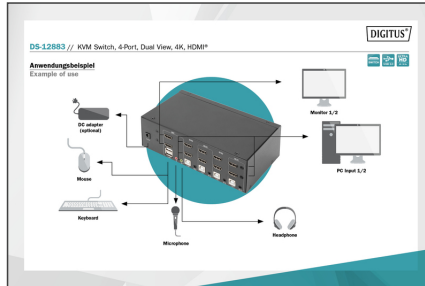 DIGITUS®
DS-12883 // KVM Switch, 4-Port, Dual View, 4K, HDMI®
Anwendungsbeispiel
Example of use
DC adapter
(optional)
Monitor 1/2
PC Input 1/2
Mouse
Keyboard
Microphone
Headphone